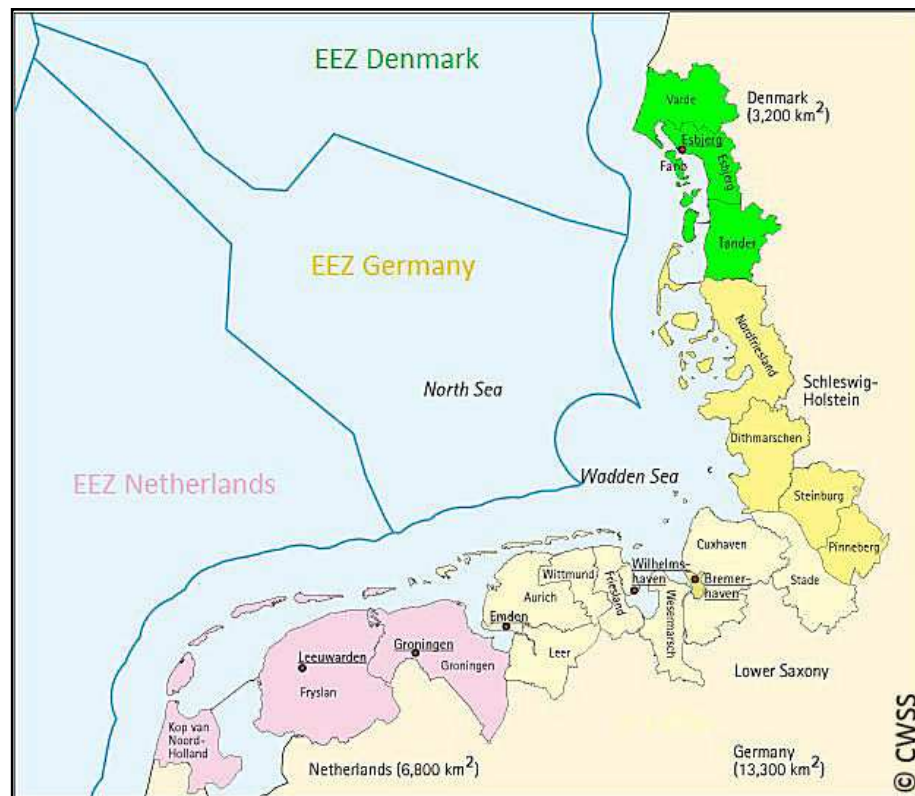 EEZ Denmark
Varde
Denmark
(3,200 km²)
Esbjerg
Fanø
Esbjerg
Tønder
EEZ Germany
Nordfriesland
North Sea
Schleswig-
Holstein
Dithmarschen
EEZ Netherlands
Wadden Sea
Steinburg
Cuxhaven
Pinneberg
Wilhelms-
haven
Wittmund
Bremer-
haven
Stade
Aurich
Friesland
Wesermarsch
Emden
Groningen
Leeuwarden
Leer
Groningen
Fryslan
Lower Saxony
Kop van
Noord-
Holland
Netherlands (6,800 km²)
Germany
(13,300 km²)
© CWSS